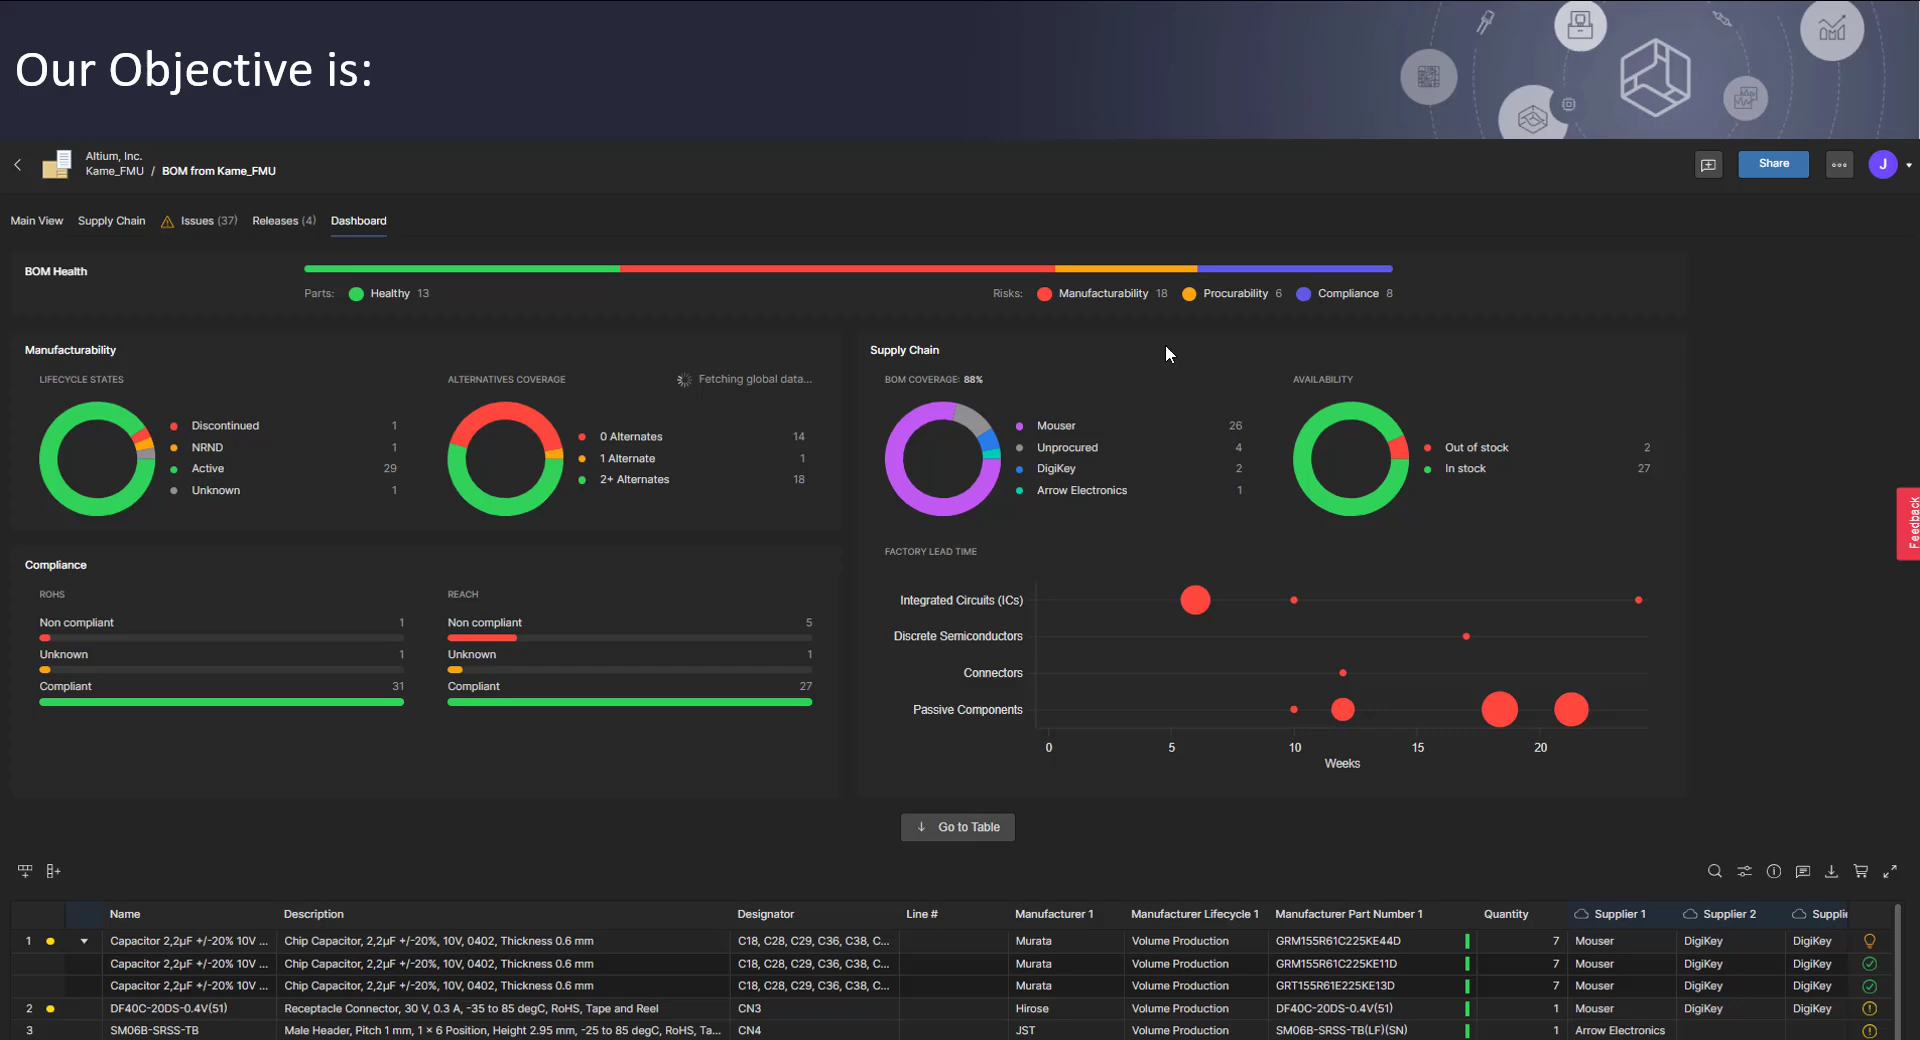 Our Objective is:
Altium, Inc.
Kame_FMU / BOM from Kame_FMU
Share
J
Main View Supply Chain Issues (37) Releases (4) Dashboard
BOM Health
Parts: Healthy 13 Risks: Manufacturability 18 Procurability 6 Compliance 8
Manufacturability
LIFECYCLE STATES
Discontinued 1
NRND 1
Active 29
Unknown 1
ALTERNATIVES COVERAGE
Fetching global data...
0 Alternates 14
1 Alternate 1
2+ Alternates 18
Supply Chain
BOM COVERAGE: 88%
Mouser 26
Unprocured 4
DigiKey 2
Arrow Electronics 1
AVAILABILITY
Out of stock 2
In stock 27
Feedback
Compliance
ROHS
Non compliant 1
Unknown 1
Compliant 31
REACH
Non compliant 5
Unknown 1
Compliant 27
FACTORY LEAD TIME
Integrated Circuits (ICs)
Discrete Semiconductors
Connectors
Passive Components
0 5 10 15 20
Weeks
Go to Table
Name Description Designator Line # Manufacturer 1 Manufacturer Lifecycle 1 Manufacturer Part Number 1 Quantity Supplier 1 Supplier 2 Supplie
1 Capacitor 2,2µF +/-20% 10V ... Chip Capacitor, 2,2µF +/-20%, 10V, 0402, Thickness 0.6 mm C18, C28, C29, C36, C38, C... Murata Volume Production GRM155R61C225KE44D 7 Mouser DigiKey DigiKey
Capacitor 2,2µF +/-20% 10V ... Chip Capacitor, 2,2µF +/-20%, 10V, 0402, Thickness 0.6 mm C18, C28, C29, C36, C38, C... Murata Volume Production GRM155R61C225KE11D 7 Mouser DigiKey DigiKey
Capacitor 2,2µF +/-20% 10V ... Chip Capacitor, 2,2µF +/-20%, 10V, 0402, Thickness 0.6 mm C18, C28, C29, C36, C38, C... Murata Volume Production GRT155R61E225KE13D 7 Mouser DigiKey DigiKey
2 DF40C-20DS-0.4V(51) Receptacle Connector, 30 V, 0.3 A, -35 to 85 degC, RoHS, Tape and Reel CN3 Hirose Volume Production DF40C-20DS-0.4V(51) 1 Mouser DigiKey DigiKey
3 SM06B-SRSS-TB Male Header, Pitch 1 mm, 1 × 6 Position, Height 2.95 mm, -25 to 85 degC, RoHS, Ta... CN4 JST Volume Production SM06B-SRSS-TB(LF)(SN) 1 Arrow Electronics